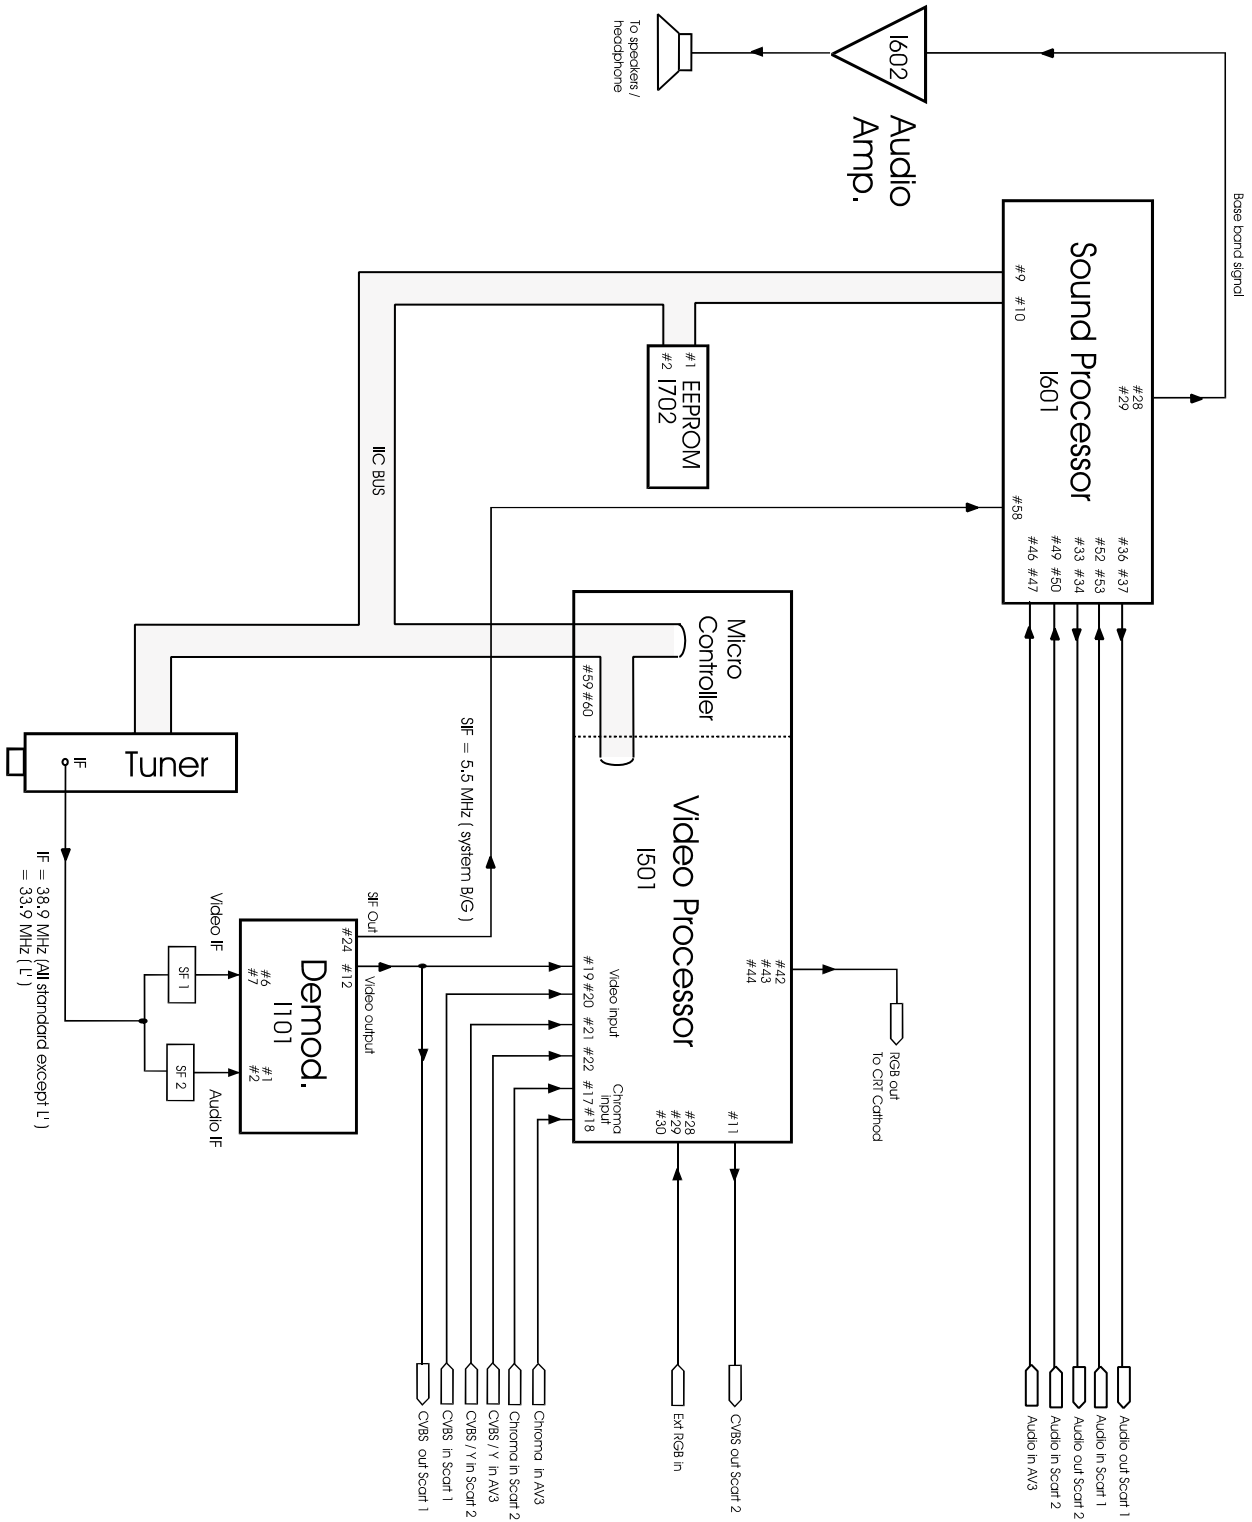 Base band signal
I602
To speakers /
headphone
Audio
Amp.
Sound Processor
I601
#9 #10
#28
#29
#58
#36 #37
#52 #53
#33 #34
#49 #50
#46 #47
EEPROM
I702
#1
#2
IIC BUS
Micro
Controller
#59 #60
Video Processor
I501
#42
#43
#44
RGB out
To CRT Cathod
#11
#28
#29
#30
Video input
Chroma
input
#19 #20 #21 #22 #17 #18
SIF = 5.5 MHz ( system B/G )
SIF Out
Video output
#24 #12
Demod.
I101
#6
#7
#1
#2
Video IF
Audio IF
SF 1
SF 2
Tuner
IF
IF = 38.9 MHz (All standard except L' )
= 33.9 MHz ( L' )
Audio out Scart 1
Audio in Scart 1
Audio out Scart 2
Audio in Scart 2
Audio in AV3
CVBS out Scart 2
Ext RGB in
Chroma in AV3
Chroma in Scart 2
CVBS / Y in AV3
CVBS / Y in Scart 2
CVBS in Scart 1
CVBS out Scart 1